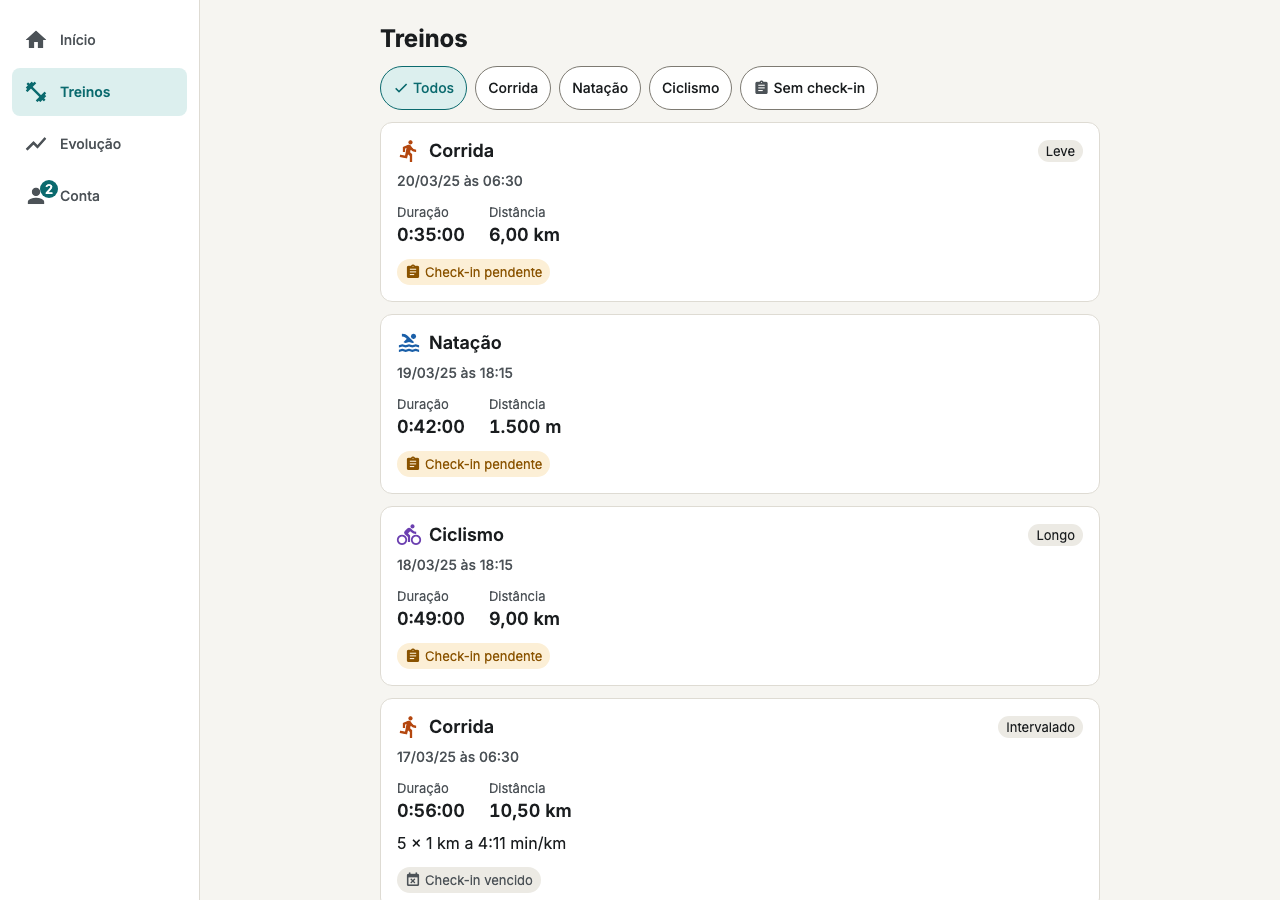 Início
Treinos
Evolução
2
Conta
Treinos
Todos
Corrida
Natação
Ciclismo
Sem check-in
Corrida
Leve
20/03/25 às 06:30
Duração Distância
0:35:00 6,00 km
Check-in pendente
Natação
19/03/25 às 18:15
Duração Distância
0:42:00 1.500 m
Check-in pendente
Ciclismo
Longo
18/03/25 às 18:15
Duração Distância
0:49:00 9,00 km
Check-in pendente
Corrida
Intervalado
17/03/25 às 06:30
Duração Distância
0:56:00 10,50 km
5 × 1 km a 4:11 min/km
Check-in vencido